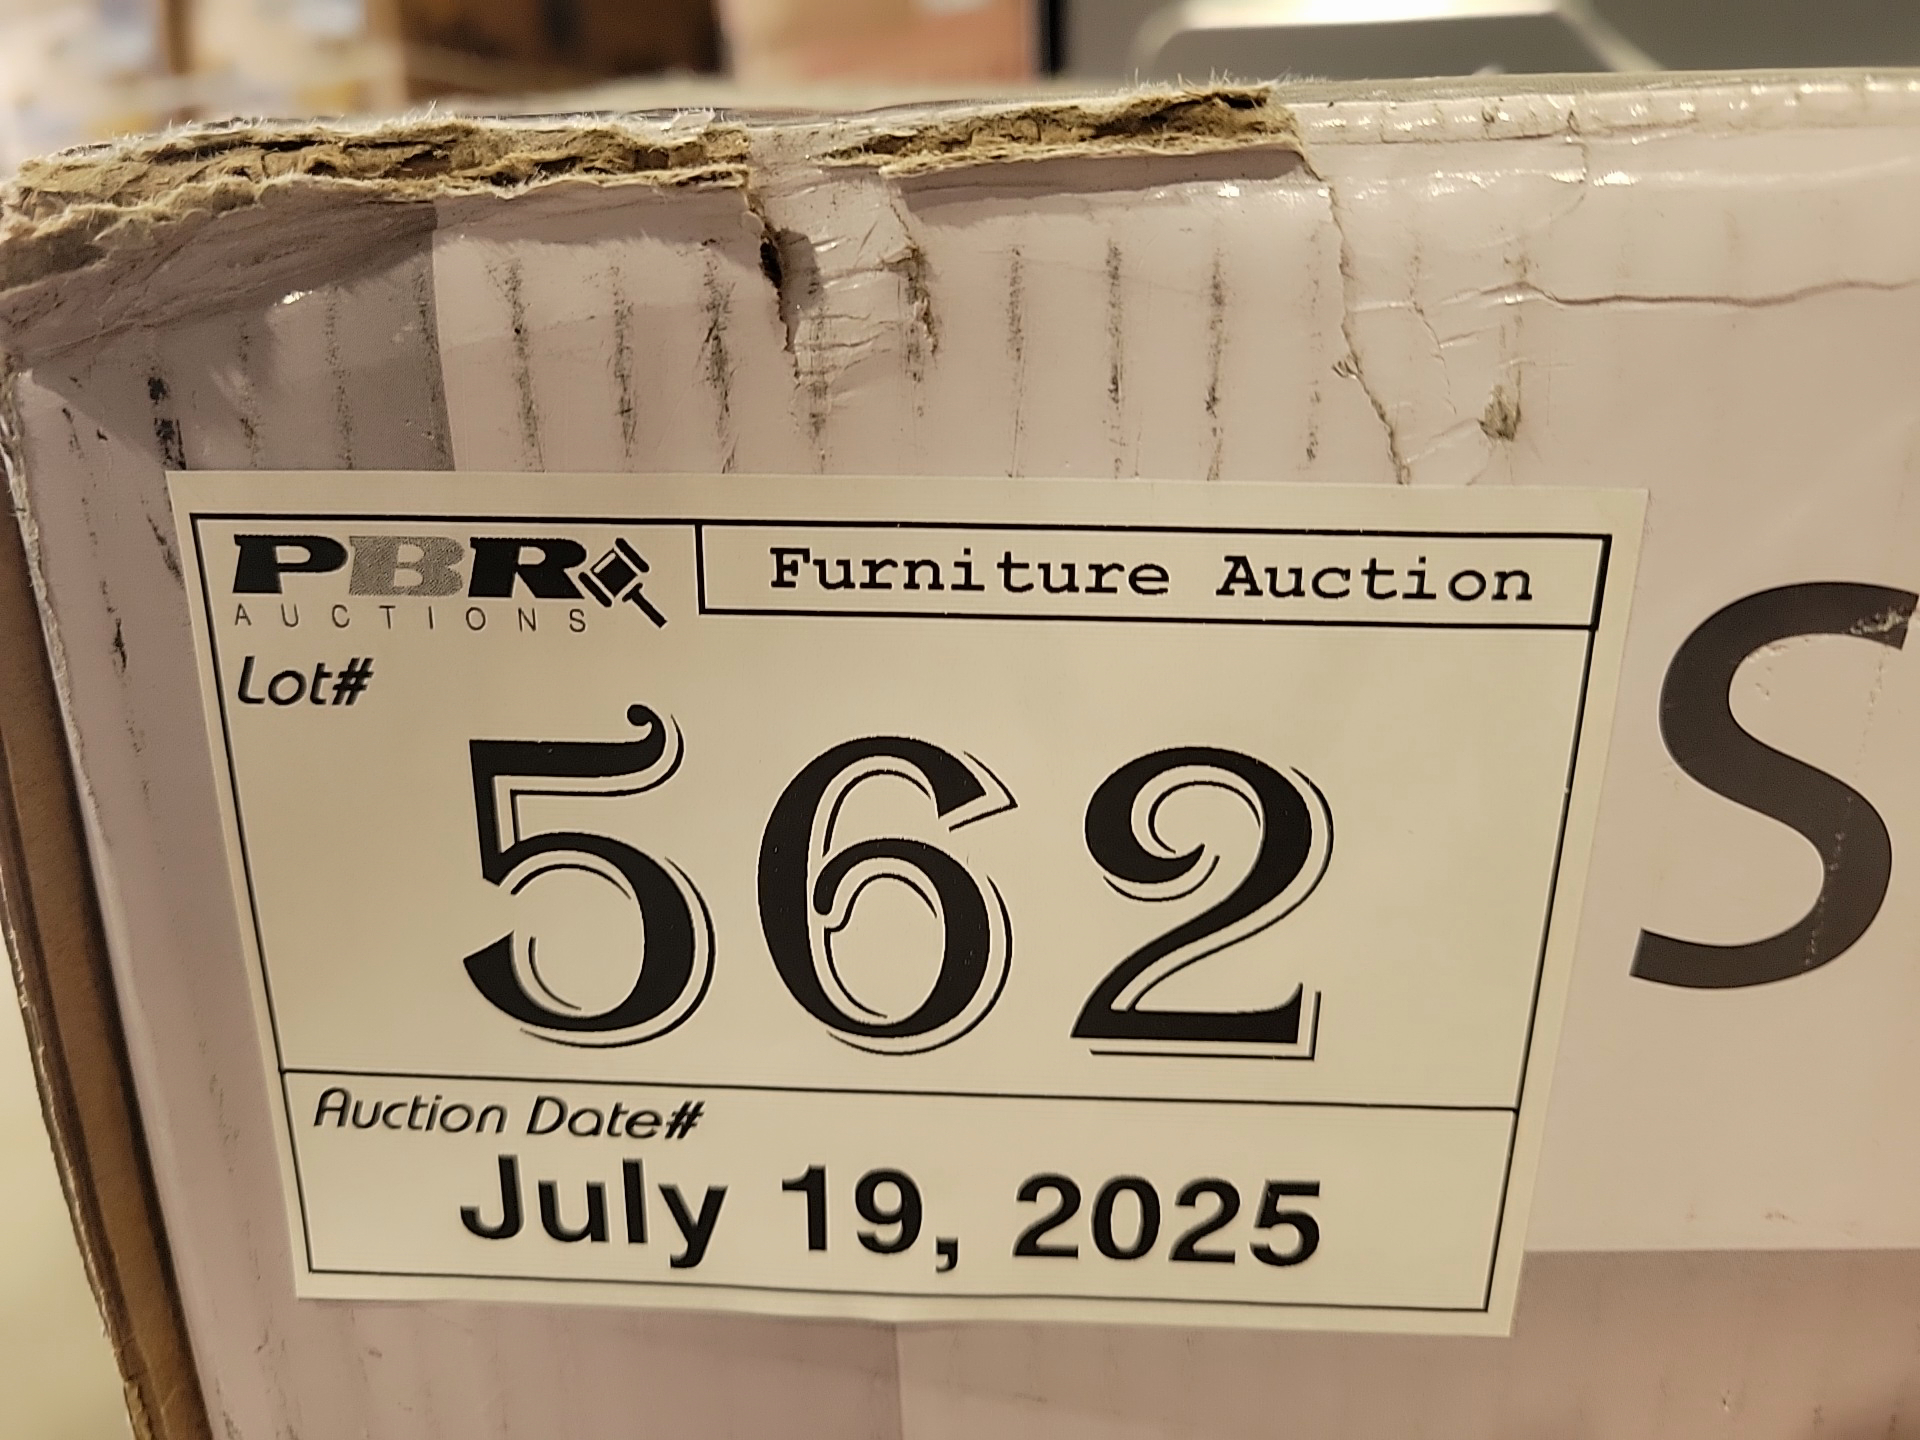 PBR
AUCTIONS
Furniture Auction
Lot#
562
Auction Date#
July 19, 2025
S